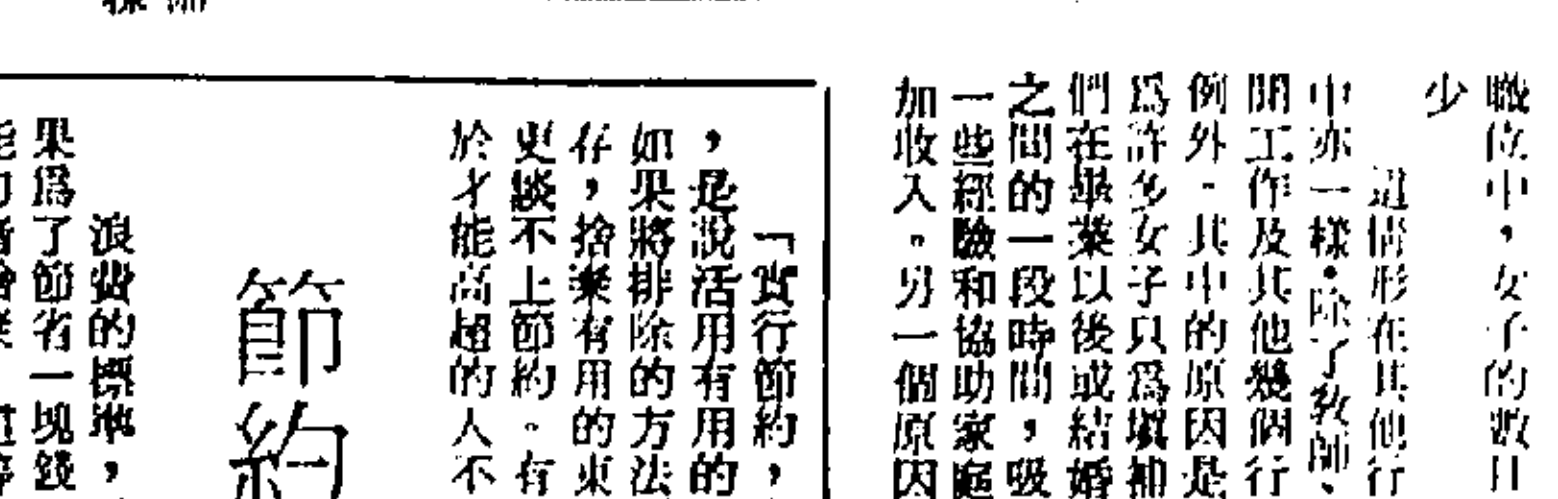 職位中，女子的數目
少
這情形在其他行
中亦一樣。除了敎師、
開工作及其他幾個行
例外。其中的原因是
爲許多女子只爲塡補
們在畢業以後或結婚
之間的一段時間，吸
一些經驗和協助家庭
加收入。另一個原因
「實行節約，
，是說活用有用的
如果將排除的方法
存，捨棄有用的東
更談不上節約。有
於才能高超的人不
節約
浪費的標準，
果爲了節省一塊錢